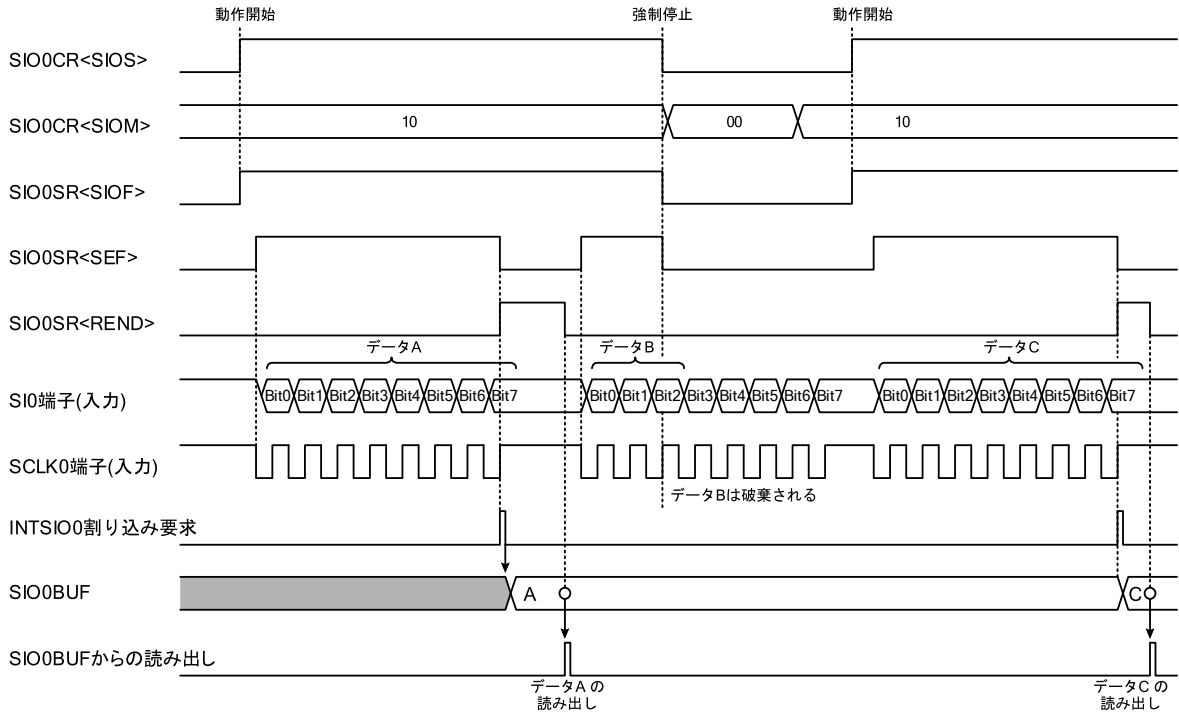 動作開始 強制停止 動作開始
SIO0CR<SIOS>
SIO0CR<SIOM> 10 00 10
SIO0SR<SIOF>
SIO0SR<SEF>
SIO0SR<REND>
データA データB データC
SI0端子(入力) Bit0 Bit1 Bit2 Bit3 Bit4 Bit5 Bit6 Bit7 Bit0 Bit1 Bit2 Bit3 Bit4 Bit5 Bit6 Bit7 Bit0 Bit1 Bit2 Bit3 Bit4 Bit5 Bit6 Bit7
SCLK0端子(入力)
データBは破棄される
INTSIO0割り込み要求
SIO0BUF A C
SIO0BUFからの読み出し
データA の
読み出し
データC の
読み出し